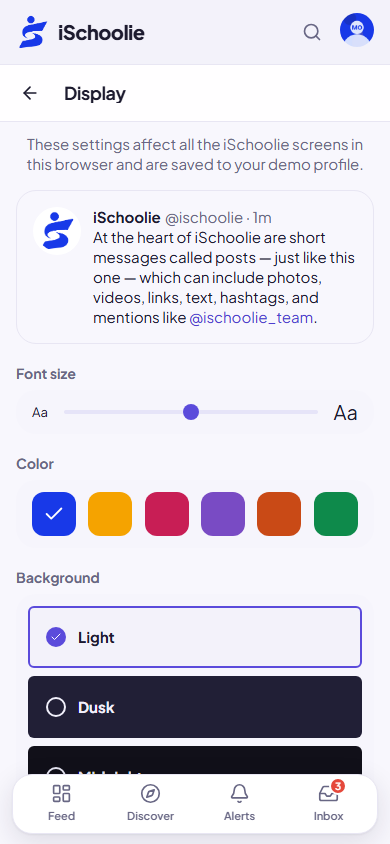 iSchoolie
MO
Display
These settings affect all the iSchoolie screens in
this browser and are saved to your demo profile.
iSchoolie @ischoolie · 1m
At the heart of iSchoolie are short
messages called posts — just like this
one — which can include photos,
videos, links, text, hashtags, and
mentions like @ischoolie_team.
Font size
Aa
Aa
Color
Background
Light
Dusk
3
Feed
Discover
Alerts
Inbox